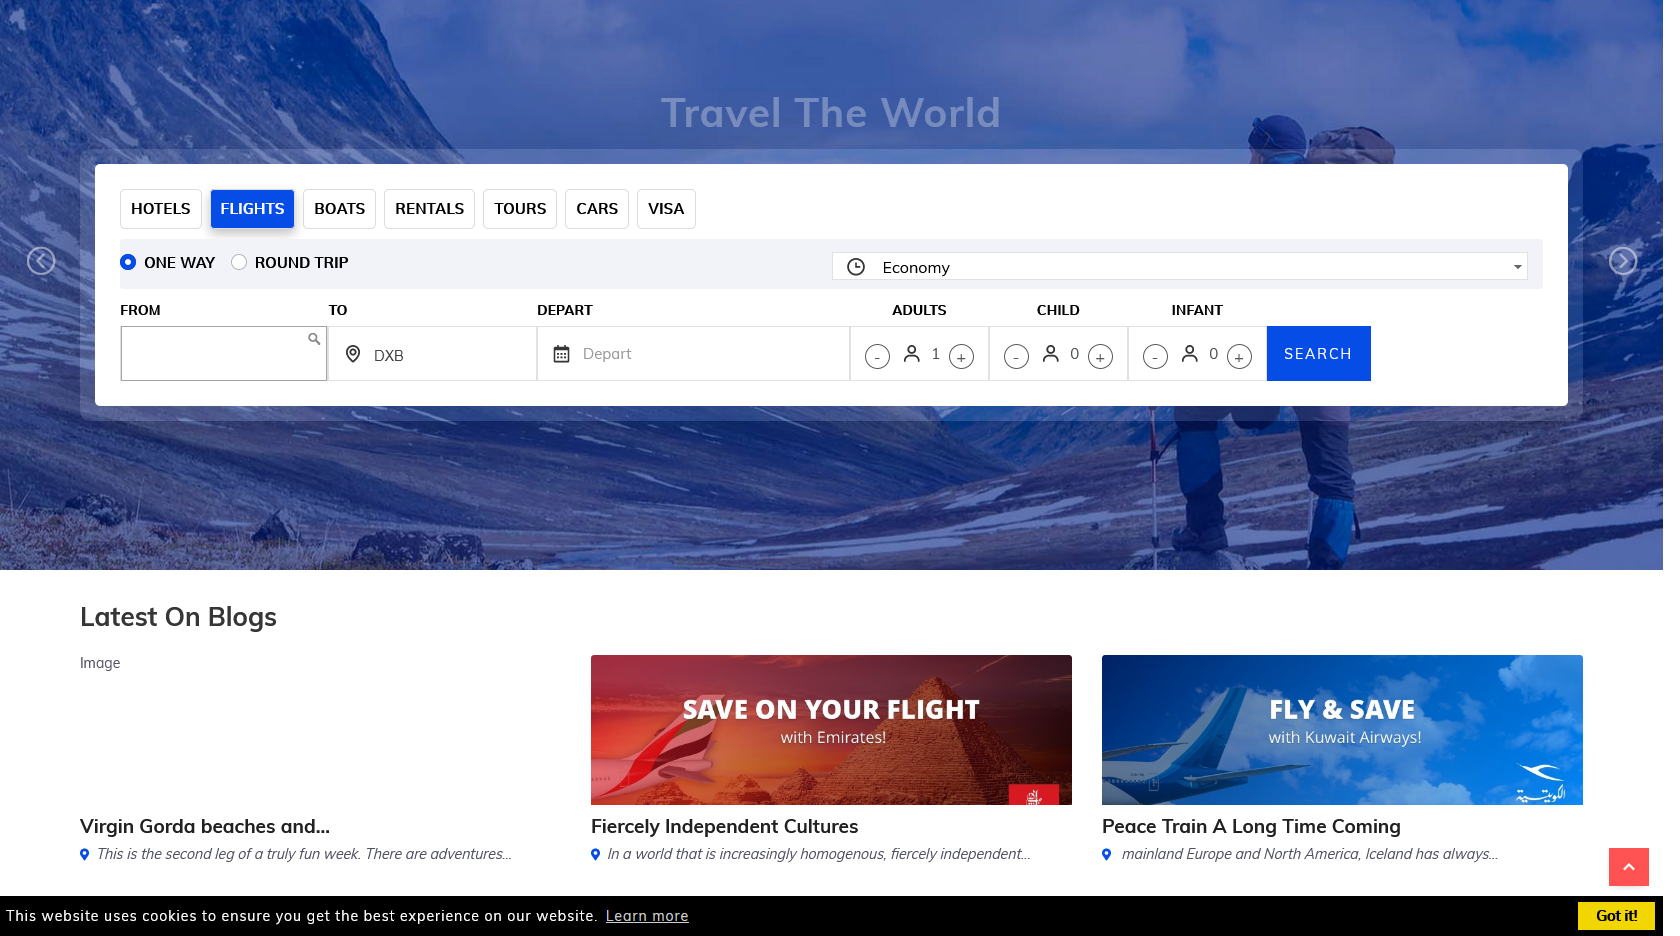 Travel The World
HOTELS FLIGHTS BOATS RENTALS TOURS CARS VISA
ONE WAY ROUND TRIP Economy
FROM TO DEPART ADULTS CHILD INFANT
DXB Depart - 1 + - 0 + - 0 + SEARCH
Latest On Blogs
Image
SAVE ON YOUR FLIGHT
with Emirates!
FLY & SAVE
with Kuwait Airways!
الكويتية
Virgin Gorda beaches and...
This is the second leg of a truly fun week. There are adventures...
Fiercely Independent Cultures
In a world that is increasingly homogenous, fiercely independent...
Peace Train A Long Time Coming
mainland Europe and North America, Iceland has always...
This website uses cookies to ensure you get the best experience on our website. Learn more
Got it!